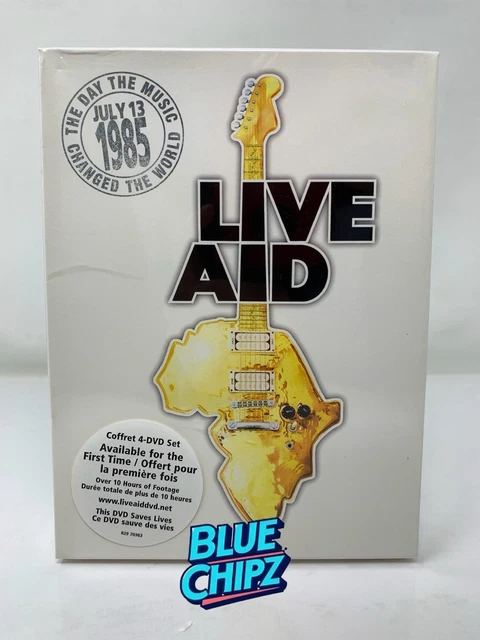 THE DAY THE MUSIC
JULY 13
1985
CHANGED THE WORLD
LIVE
AID
Coffret 4-DVD Set
Available for the
First Time / Offert pour
la première fois
Over 10 Hours of Footage
Durée totale de plus de 10 heures
www.liveaiddvd.net
This DVD Saves Lives
Ce DVD sauve des vies
BLUE
CHIPZ